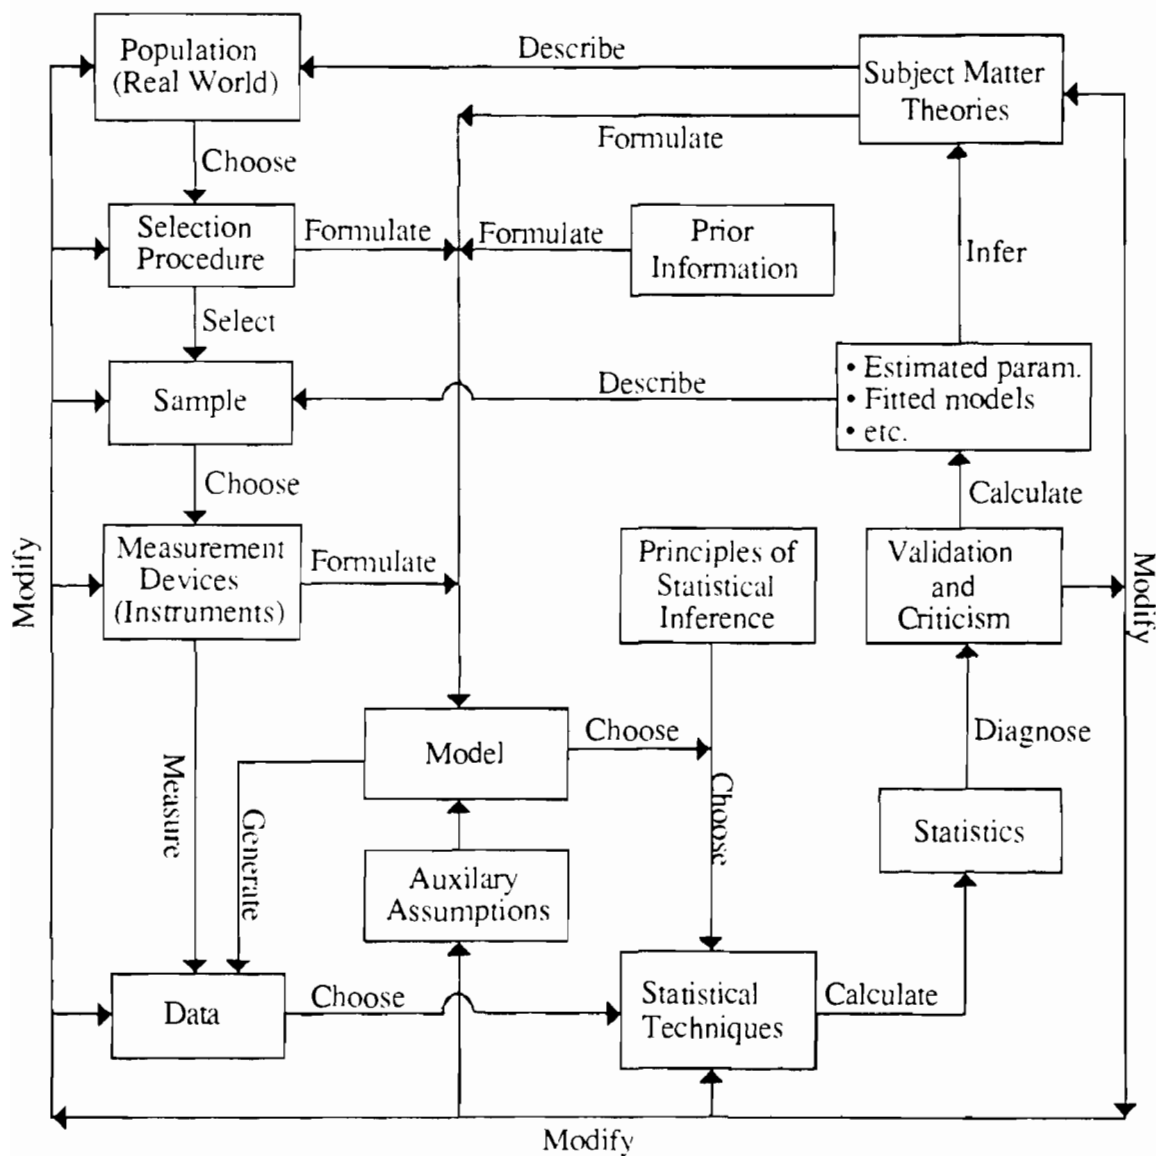 Population
(Real World)
Describe
Subject Matter
Theories
Formulate
Choose
Selection
Procedure
Formulate
Formulate
Prior
Information
Infer
Select
Sample
Describe
• Estimated param.
• Fitted models
• etc.
Choose
Calculate
Measurement
Devices
(Instruments)
Formulate
Principles of
Statistical
Inference
Validation
and
Criticism
Modify
Modify
Model
Choose
Diagnose
Measure
Generate
Choose
Statistics
Auxilary
Assumptions
Data
Choose
Statistical
Techniques
Calculate
Modify